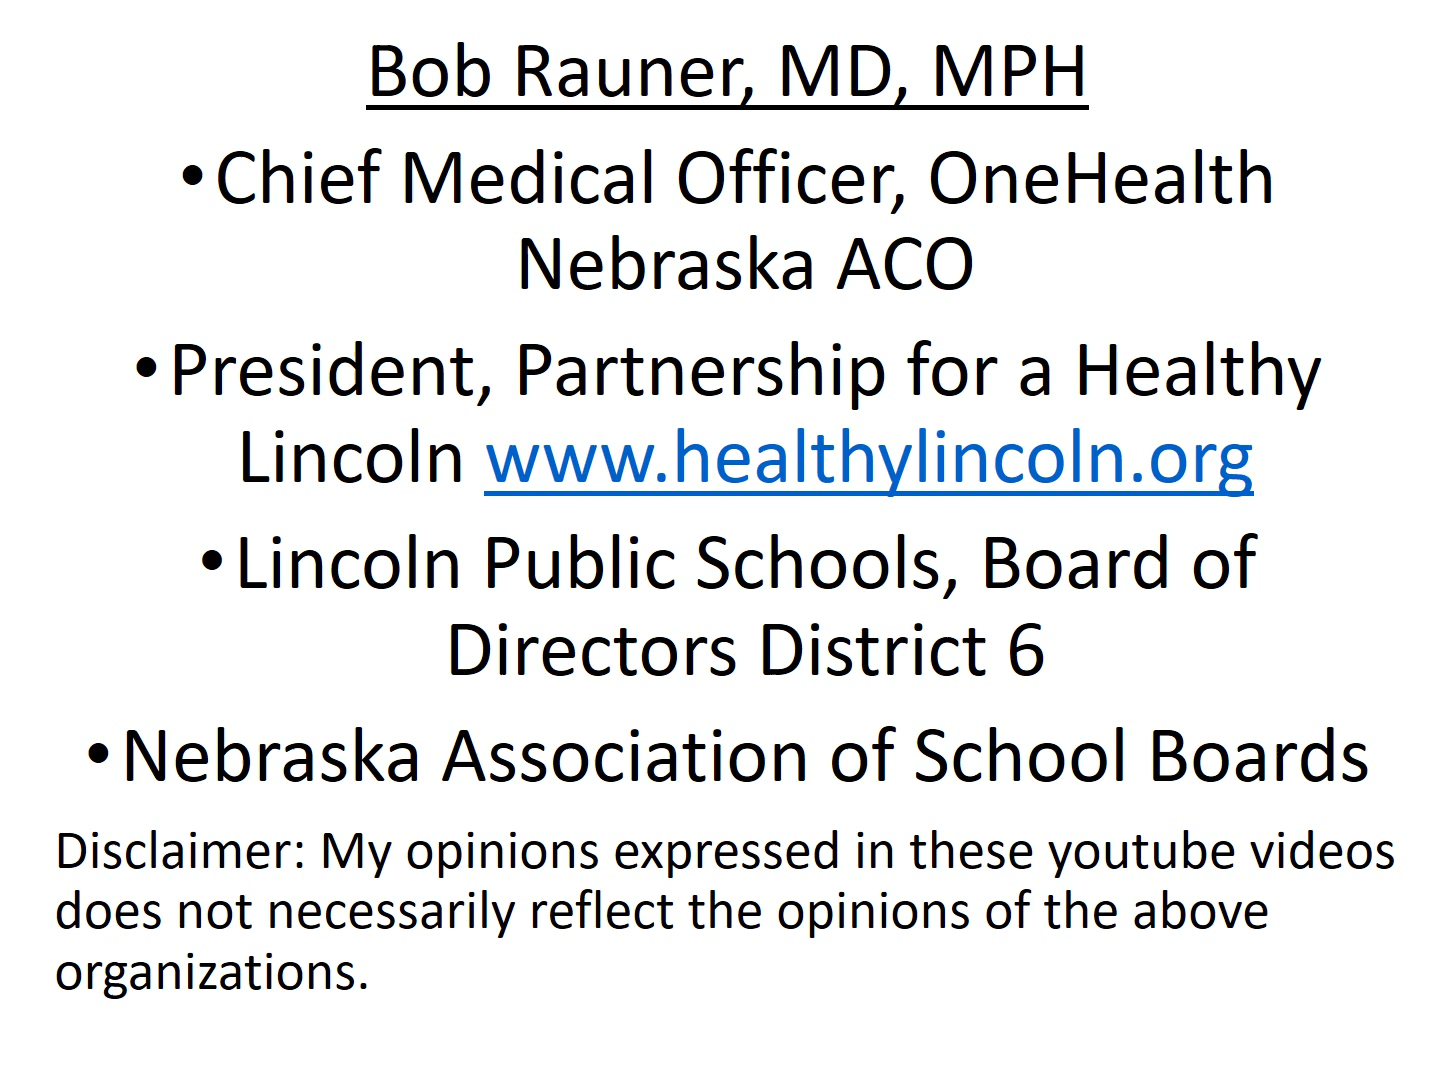 Bob Rauner, MD, MPH
•Chief Medical Officer, OneHealth
Nebraska ACO
•President, Partnership for a Healthy
Lincoln www.healthylincoln.org
•Lincoln Public Schools, Board of
Directors District 6
•Nebraska Association of School Boards
Disclaimer: My opinions expressed in these youtube videos
does not necessarily reflect the opinions of the above
organizations.